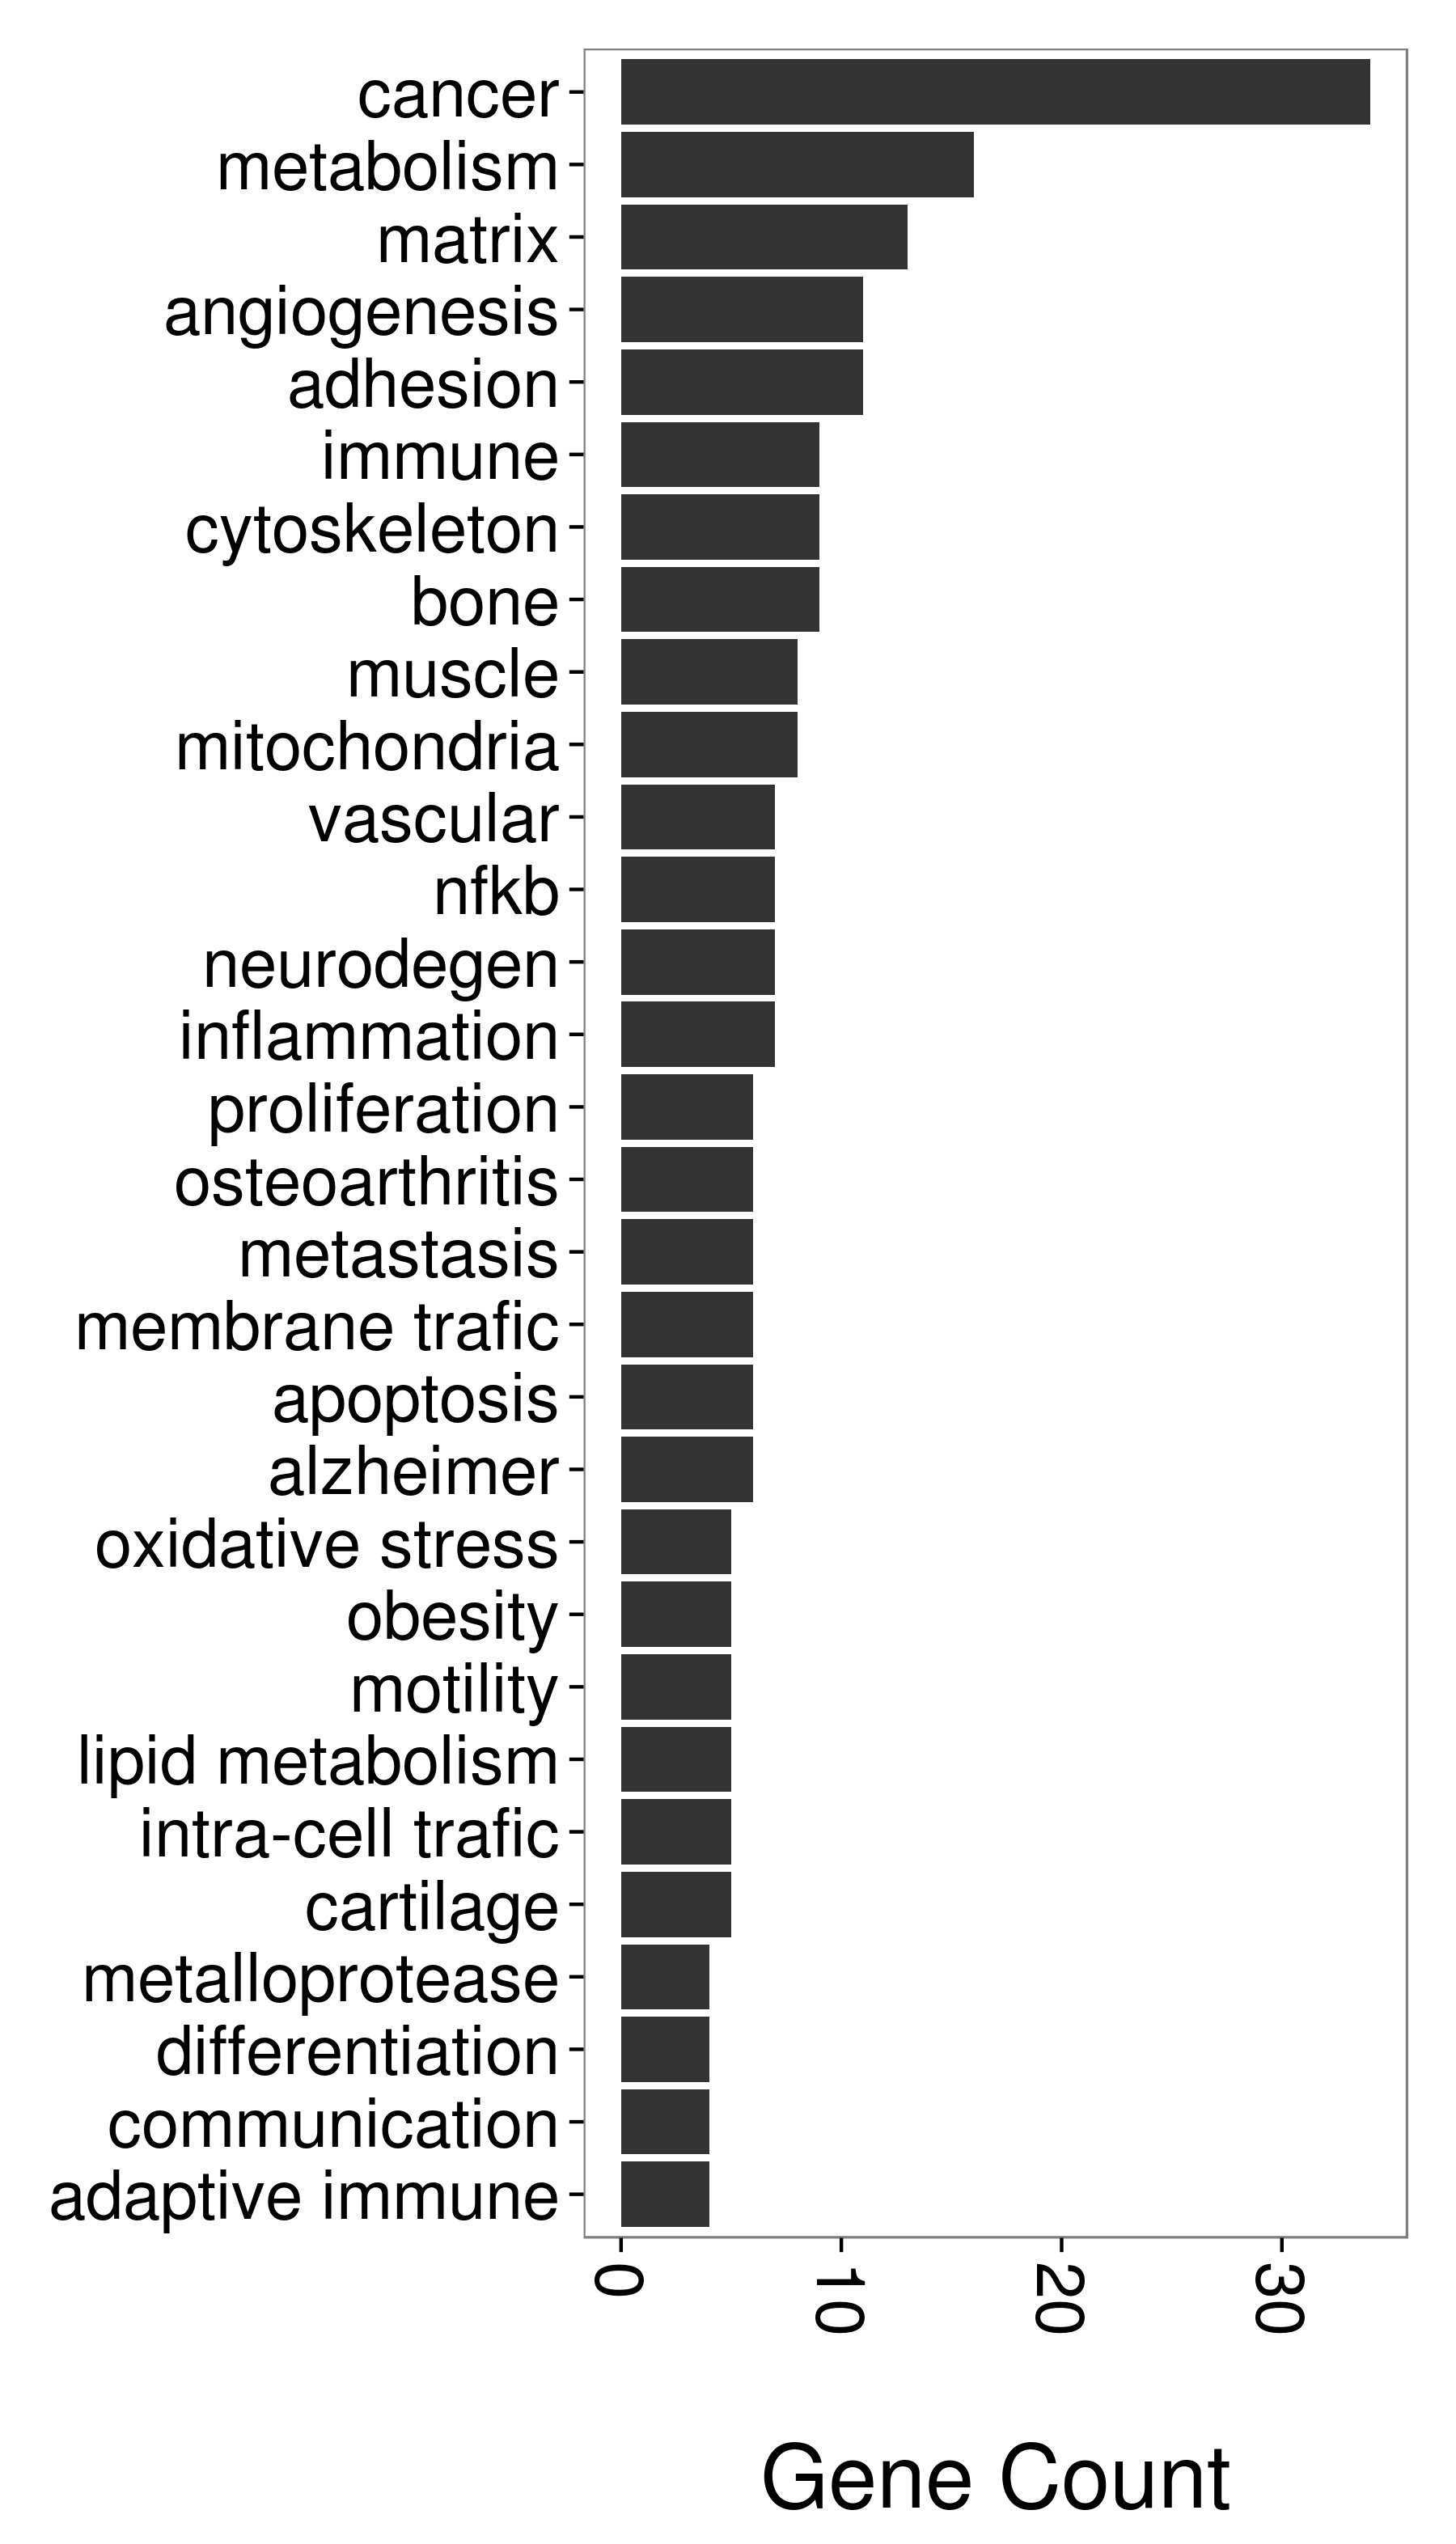 cancer
metabolism
matrix
angiogenesis
adhesion
immune
cytoskeleton
bone
muscle
mitochondria
vascular
nfkb
neurodegen
inflammation
proliferation
osteoarthritis
metastasis
membrane trafic
apoptosis
alzheimer
oxidative stress
obesity
motility
lipid metabolism
intra-cell trafic
cartilage
metalloprotease
differentiation
communication
adaptive immune
0 10 20 30
Gene Count